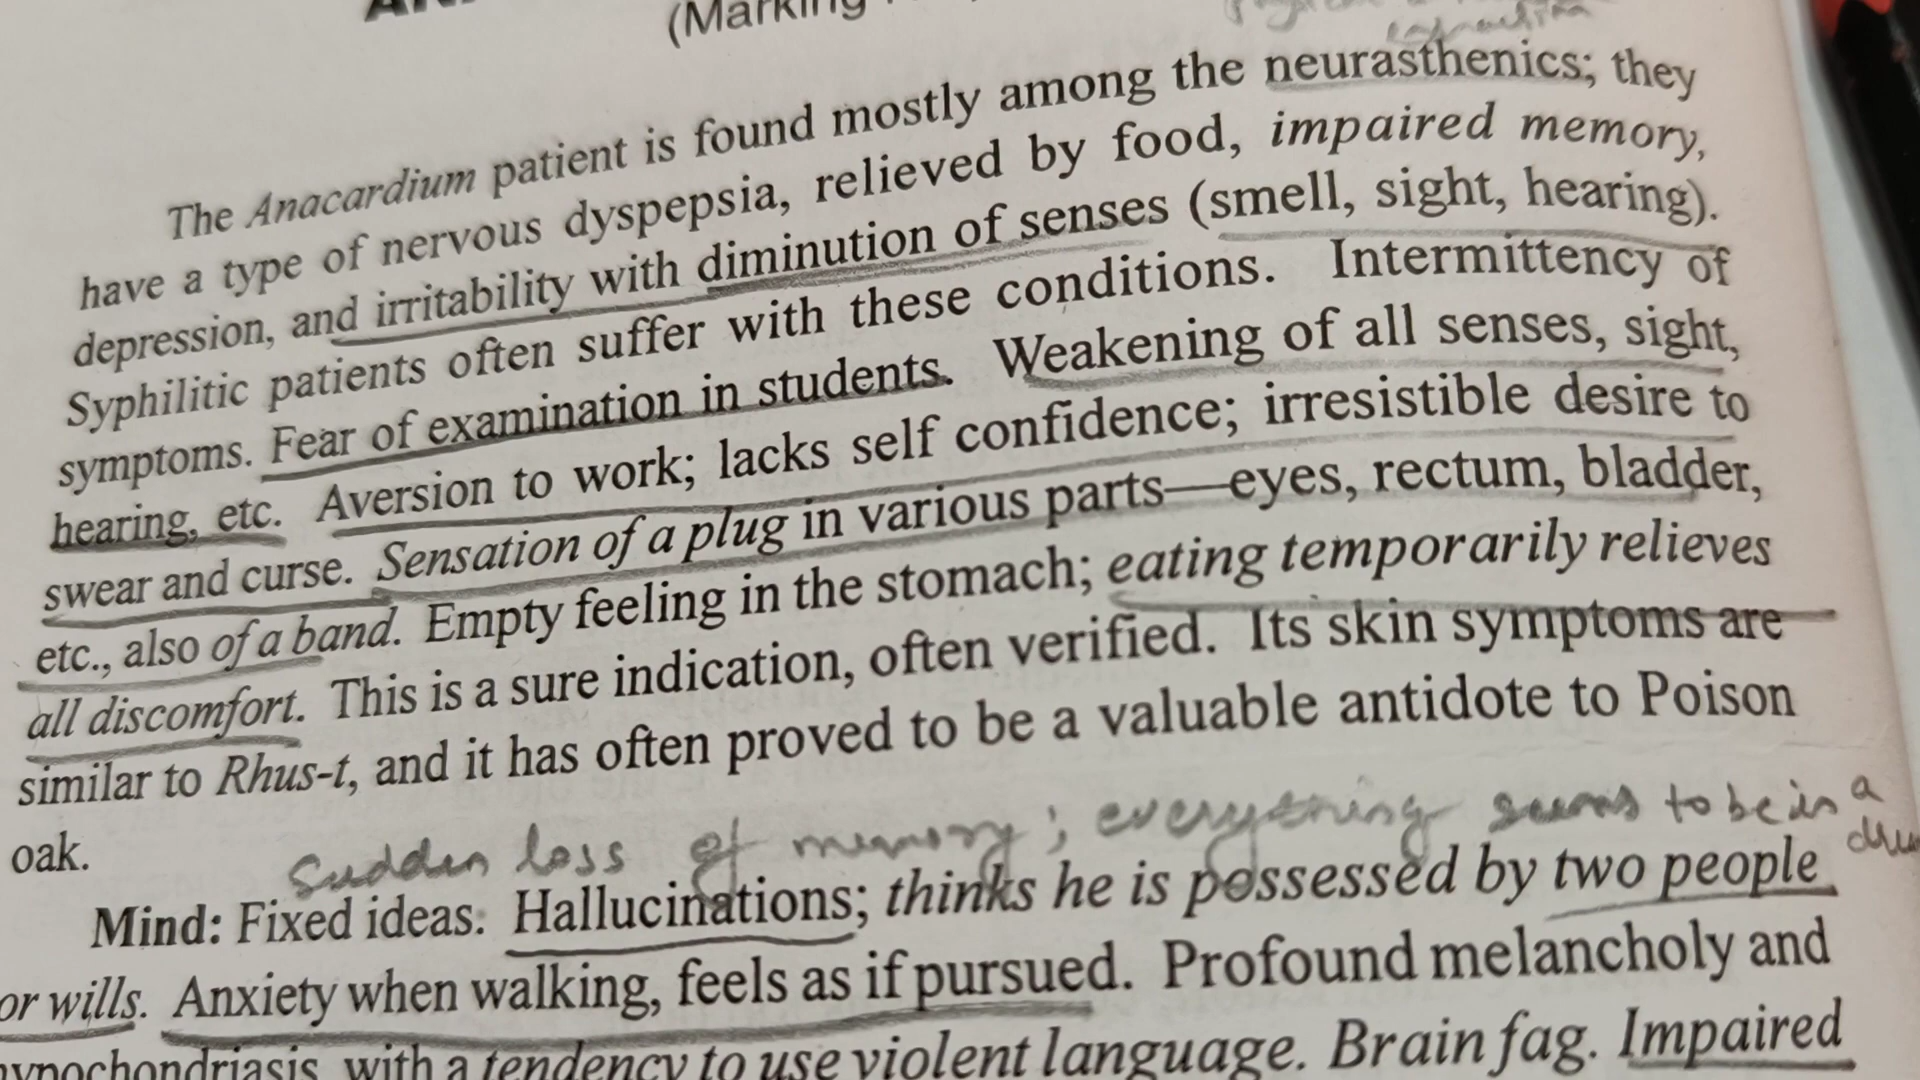 (Marking
The Anacardium patient is found mostly among the neurasthenics; they
have a type of nervous dyspepsia, relieved by food, impaired memory,
depression, and irritability with diminution of senses (smell, sight, hearing).
Syphilitic patients often suffer with these conditions. Intermittency of
symptoms. Fear of examination in students. Weakening of all senses, sight,
hearing, etc. Aversion to work; lacks self confidence; irresistible desire to
swear and curse. Sensation of a plug in various parts—eyes, rectum, bladder,
etc., also of a band. Empty feeling in the stomach; eating temporarily relieves
all discomfort. This is a sure indication, often verified. Its skin symptoms are
similar to Rhus-t, and it has often proved to be a valuable antidote to Poison
oak.
Sudden loss of memory; everything seems to be in a
Mind: Fixed ideas. Hallucinations; thinks he is possessed by two people
or wills. Anxiety when walking, feels as if pursued. Profound melancholy and
hypochondriasis, with a tendency to use violent language. Brain fag. Impaired